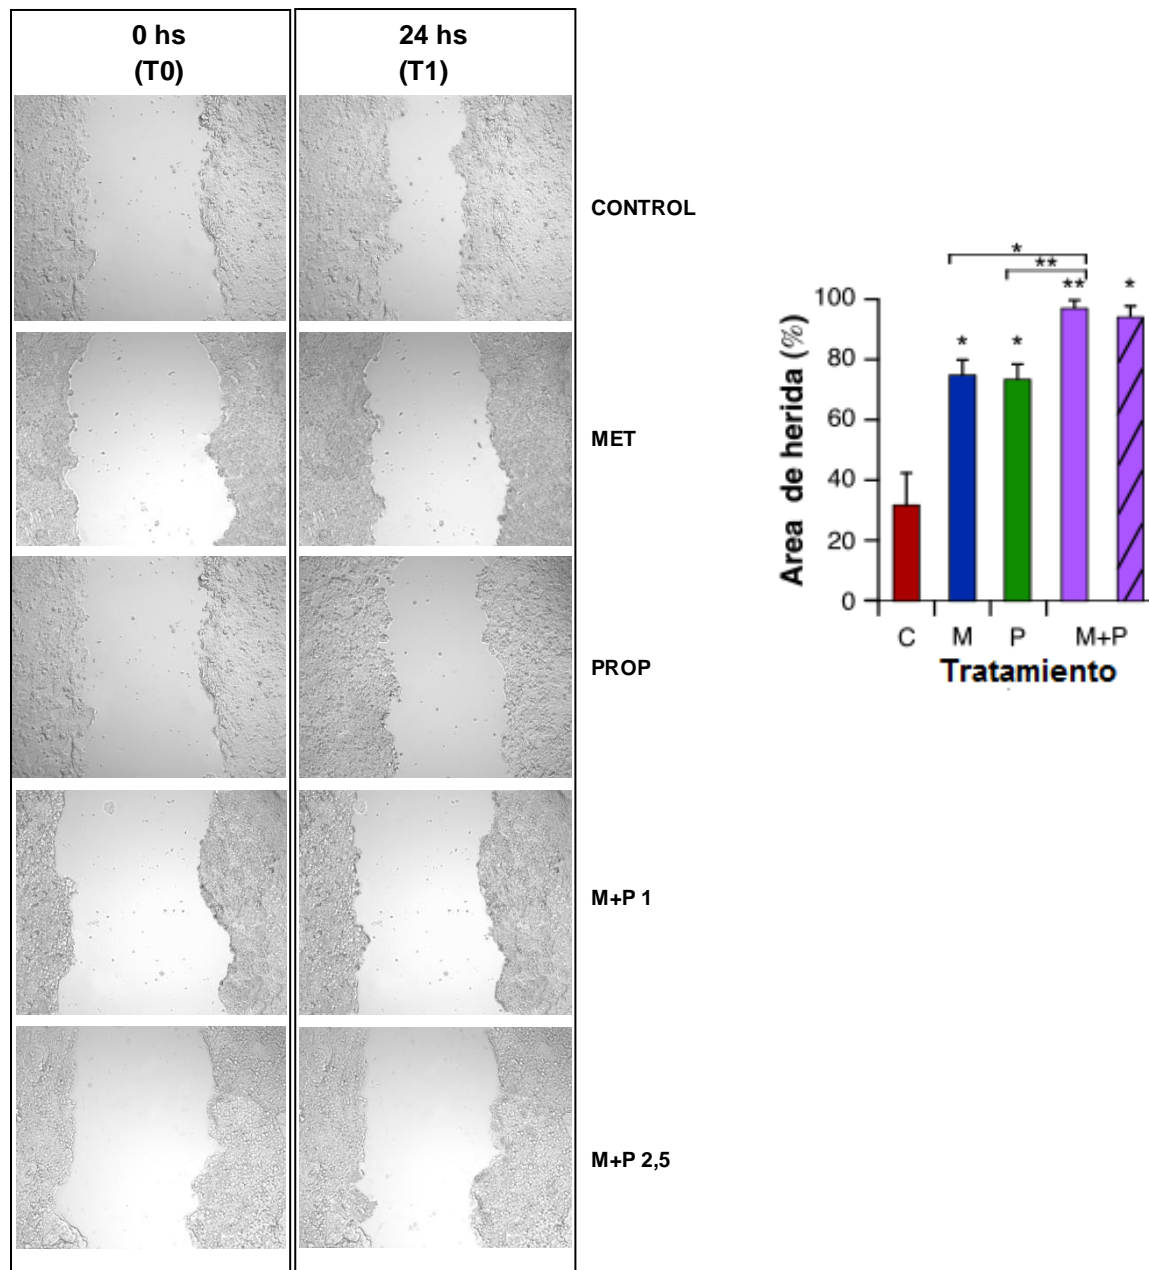 0 hs
(T0)
24 hs
(T1)
CONTROL
MET
PROP
M+P 1
M+P 2,5
*
**
** *
* *
Area de herida (%)
100
80
60
40
20
0
C M P M+P
Tratamiento